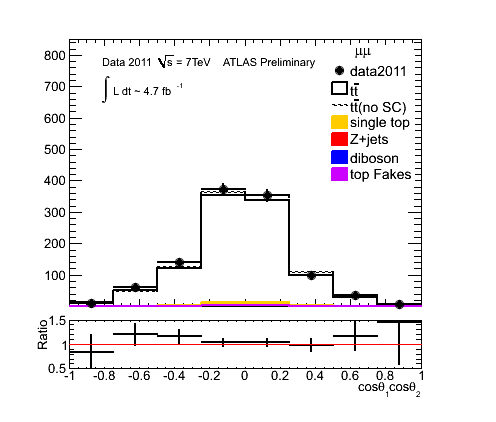 μμ
Data 2011 √s = 7TeV ATLAS Preliminary
∫ L dt ~ 4.7 fb⁻¹
data2011
tt̄
tt̄(no SC)
single top
Z+jets
diboson
top Fakes
800
700
600
500
400
300
200
100
Ratio
1.5
1
0.5
-1 -0.8 -0.6 -0.4 -0.2 0 0.2 0.4 0.6 0.8 1
cosθ₁cosθ₂